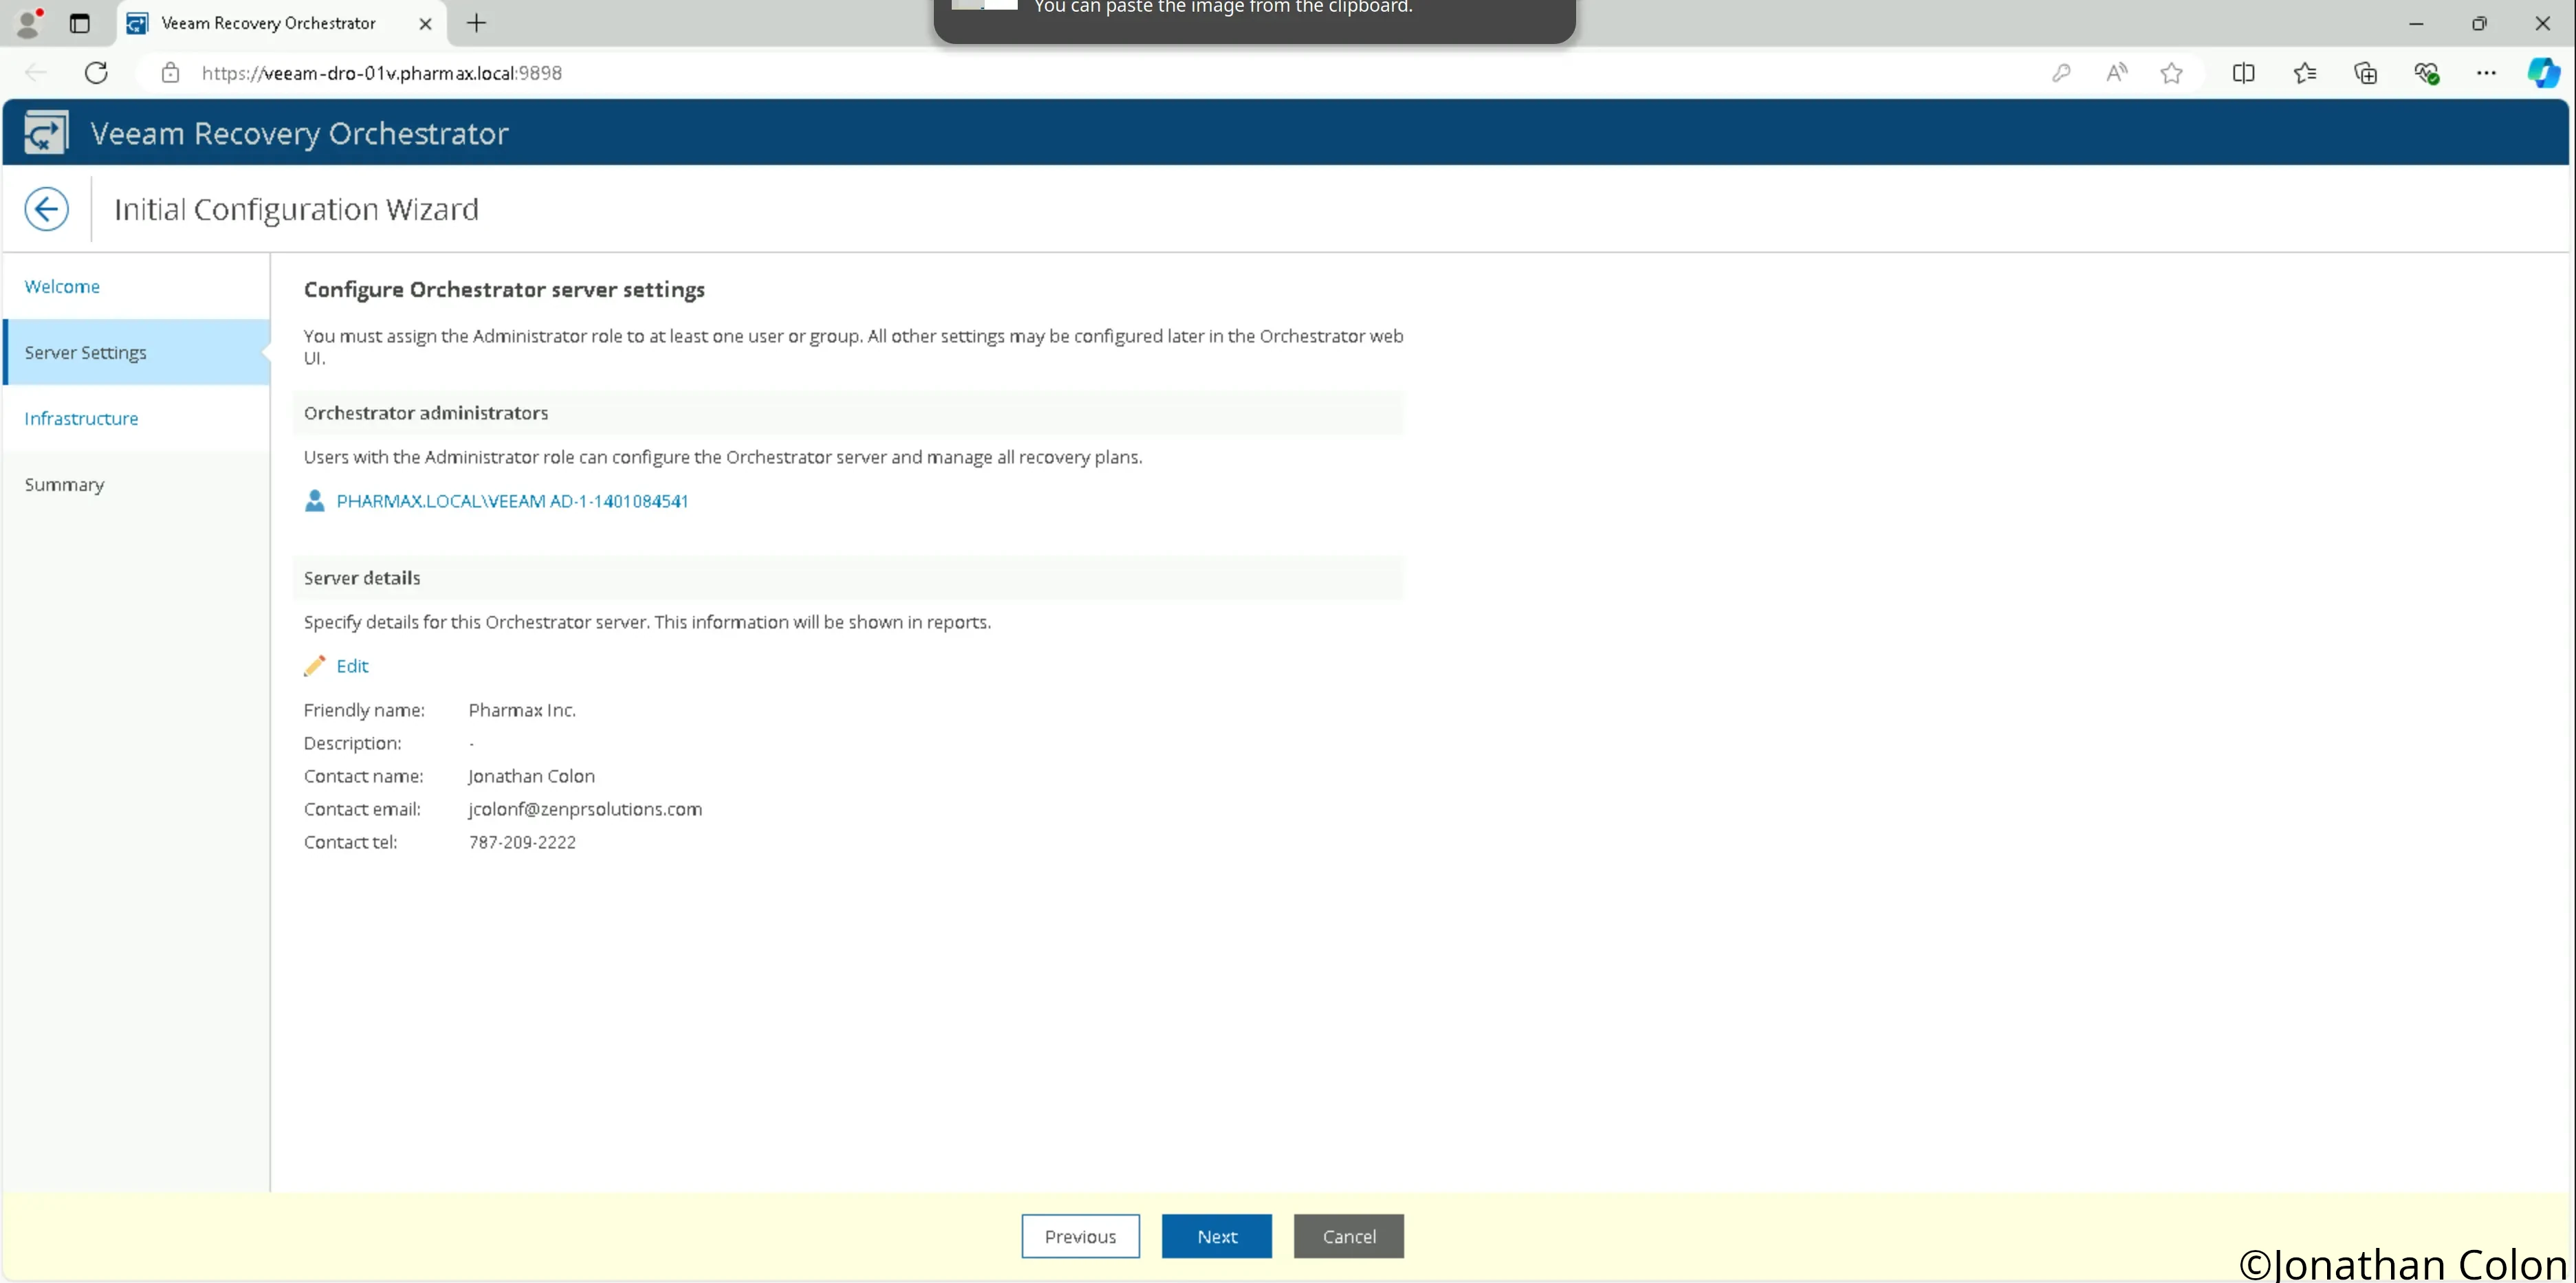 You can paste the image from the clipboard.
Veeam Recovery Orchestrator
https://veeam-dro-01v.pharmax.local:9898
Veeam Recovery Orchestrator
Initial Configuration Wizard
Welcome
Server Settings
Infrastructure
Summary
Configure Orchestrator server settings
You must assign the Administrator role to at least one user or group. All other settings may be configured later in the Orchestrator web
UI.
Orchestrator administrators
Users with the Administrator role can configure the Orchestrator server and manage all recovery plans.
PHARMAX.LOCAL\VEEAM AD-1-1401084541
Server details
Specify details for this Orchestrator server. This information will be shown in reports.
Edit
Friendly name: Pharmax Inc.
Description: -
Contact name: Jonathan Colon
Contact email: jcolonf@zenprsolutions.com
Contact tel: 787-209-2222
Previous
Next
Cancel
©Jonathan Colon